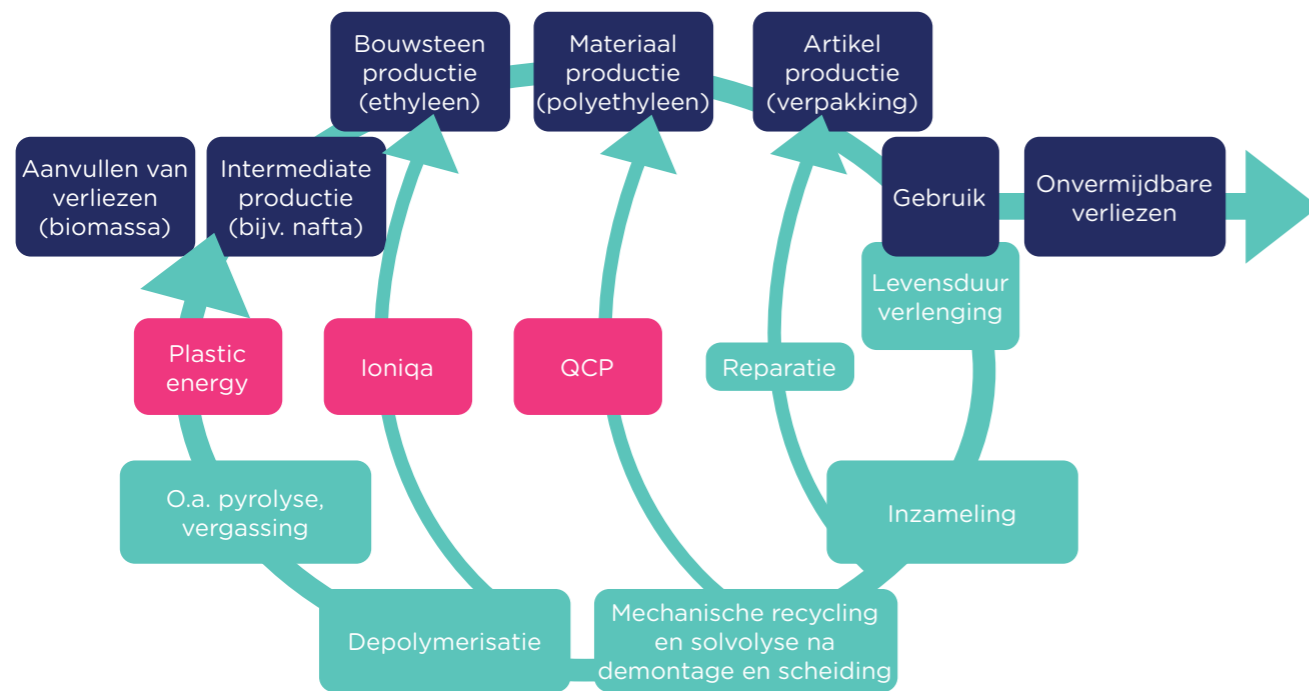 Bouwsteen
productie
(ethyleen)
Materiaal
productie
(polyethyleen)
Artikel
productie
(verpakking)
Aanvullen van
verliezen
(biomassa)
Intermediate
productie
(bijv. nafta)
Gebruik
Onvermijdbare
verliezen
Levensduur
verlenging
Plastic
energy
Ioniqa
QCP
Reparatie
O.a. pyrolyse,
vergassing
Inzameling
Depolymerisatie
Mechanische recycling
en solvolyse na
demontage en scheiding